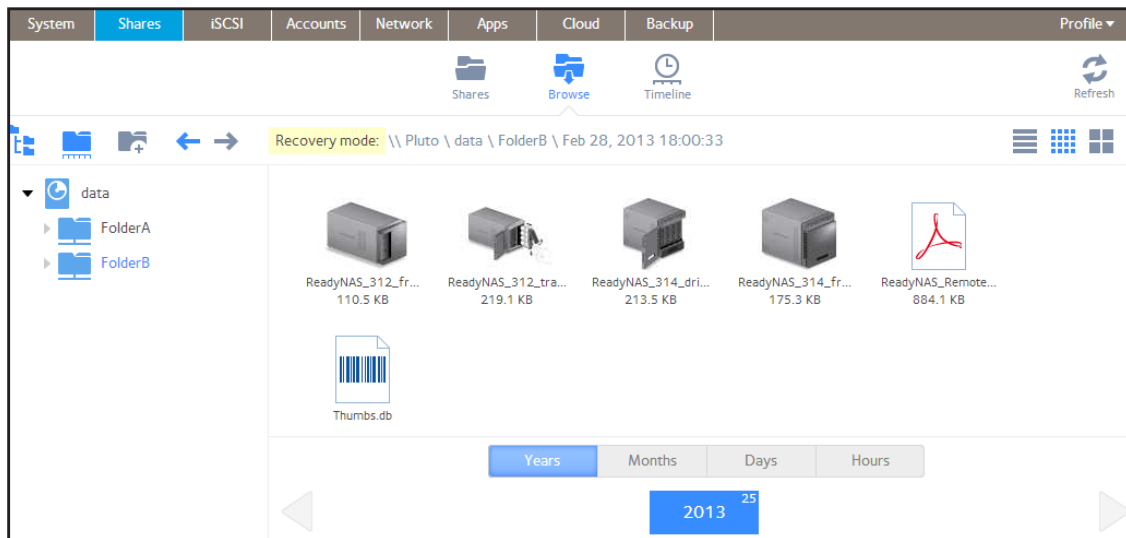 System Shares iSCSI Accounts Network Apps Cloud Backup Profile
Shares Browse Timeline Refresh
Recovery mode: \\ Pluto \ data \ FolderB \ Feb 28, 2013 18:00:33
data
FolderA
FolderB
ReadyNAS_312_fr... ReadyNAS_312_tra... ReadyNAS_314_dri... ReadyNAS_314_fr... ReadyNAS_Remote...
110.5 KB 219.1 KB 213.5 KB 175.3 KB 884.1 KB
Thumbs.db
Years Months Days Hours
2013 25